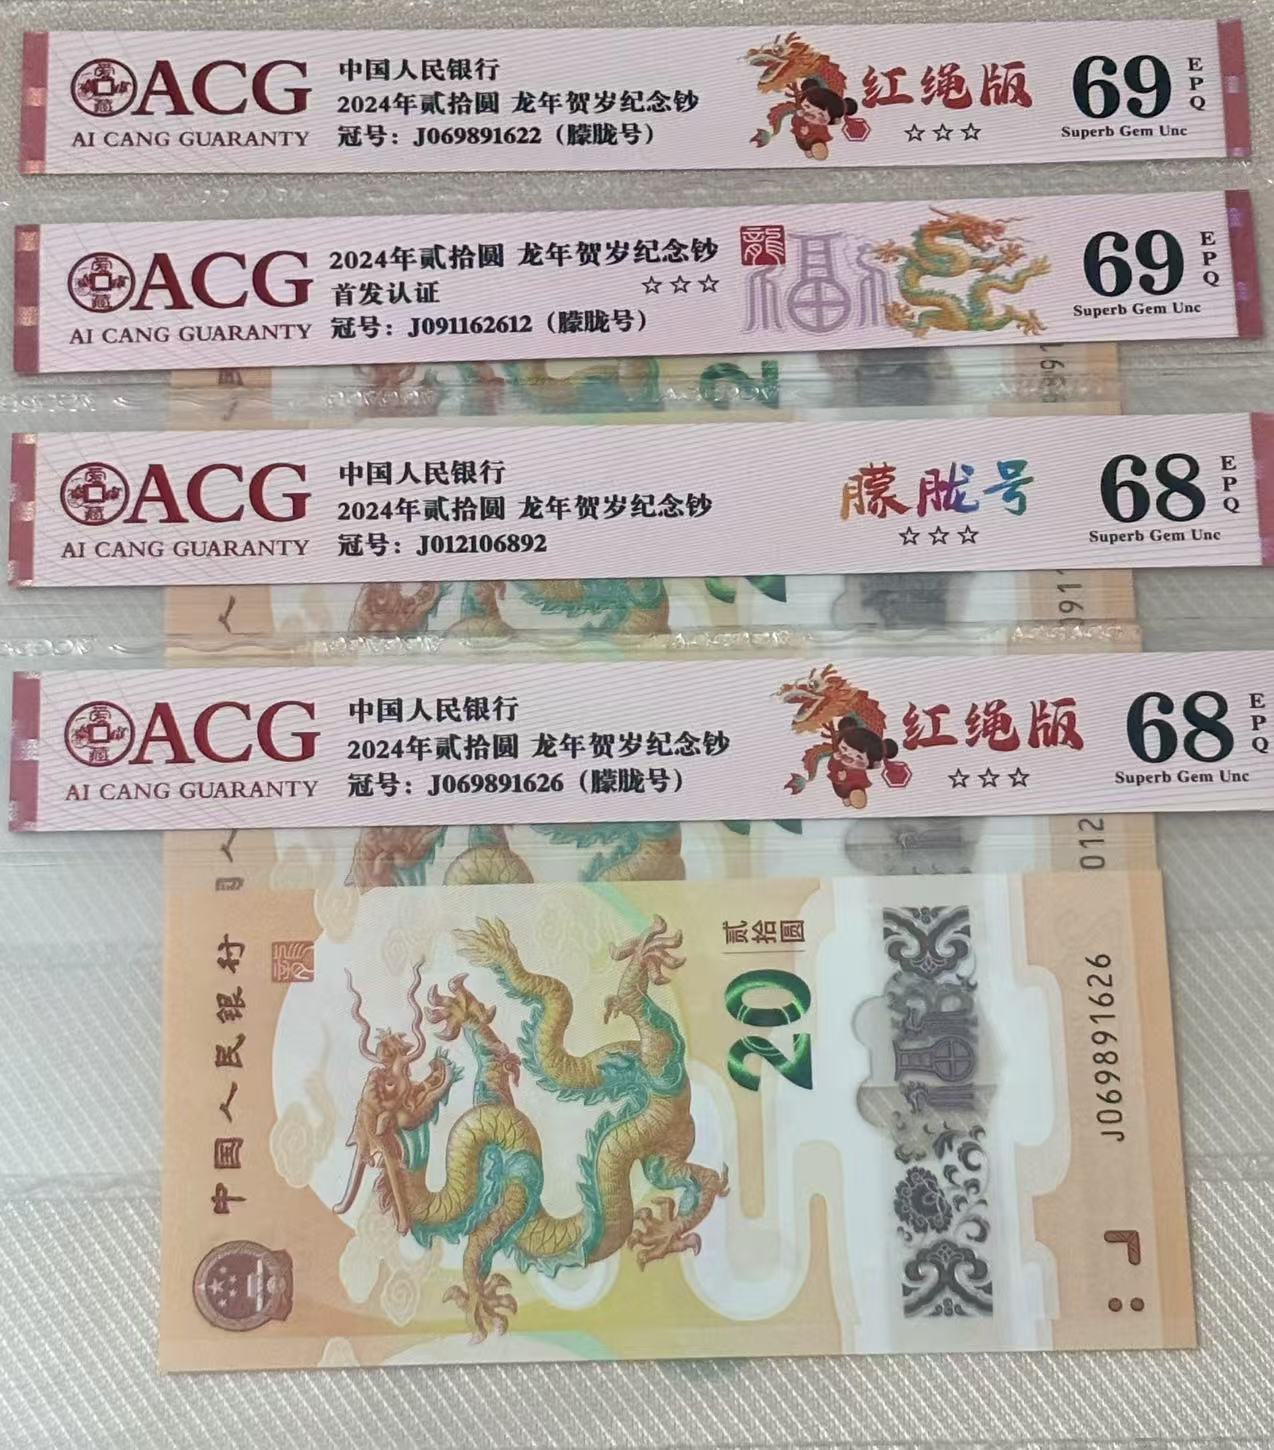 ACG
AI CANG GUARANTY
中国人民银行
2024年贰拾圆 龙年贺岁纪念钞
冠号：J069891622（朦胧号）
红绳版
☆☆☆
69
EPQ
Superb Gem Unc
ACG
AI CANG GUARANTY
2024年贰拾圆 龙年贺岁纪念钞
首发认证
☆☆☆
冠号：J091162612（朦胧号）
龍
福
69
EPQ
Superb Gem Unc
ACG
AI CANG GUARANTY
中国人民银行
2024年贰拾圆 龙年贺岁纪念钞
冠号：J012106892
朦胧号
☆☆☆
68
EPQ
Superb Gem Unc
ACG
AI CANG GUARANTY
中国人民银行
2024年贰拾圆 龙年贺岁纪念钞
冠号：J069891626（朦胧号）
红绳版
☆☆☆
68
EPQ
Superb Gem Unc
012
中国人民银行
贰拾圆
20
福
J069891626